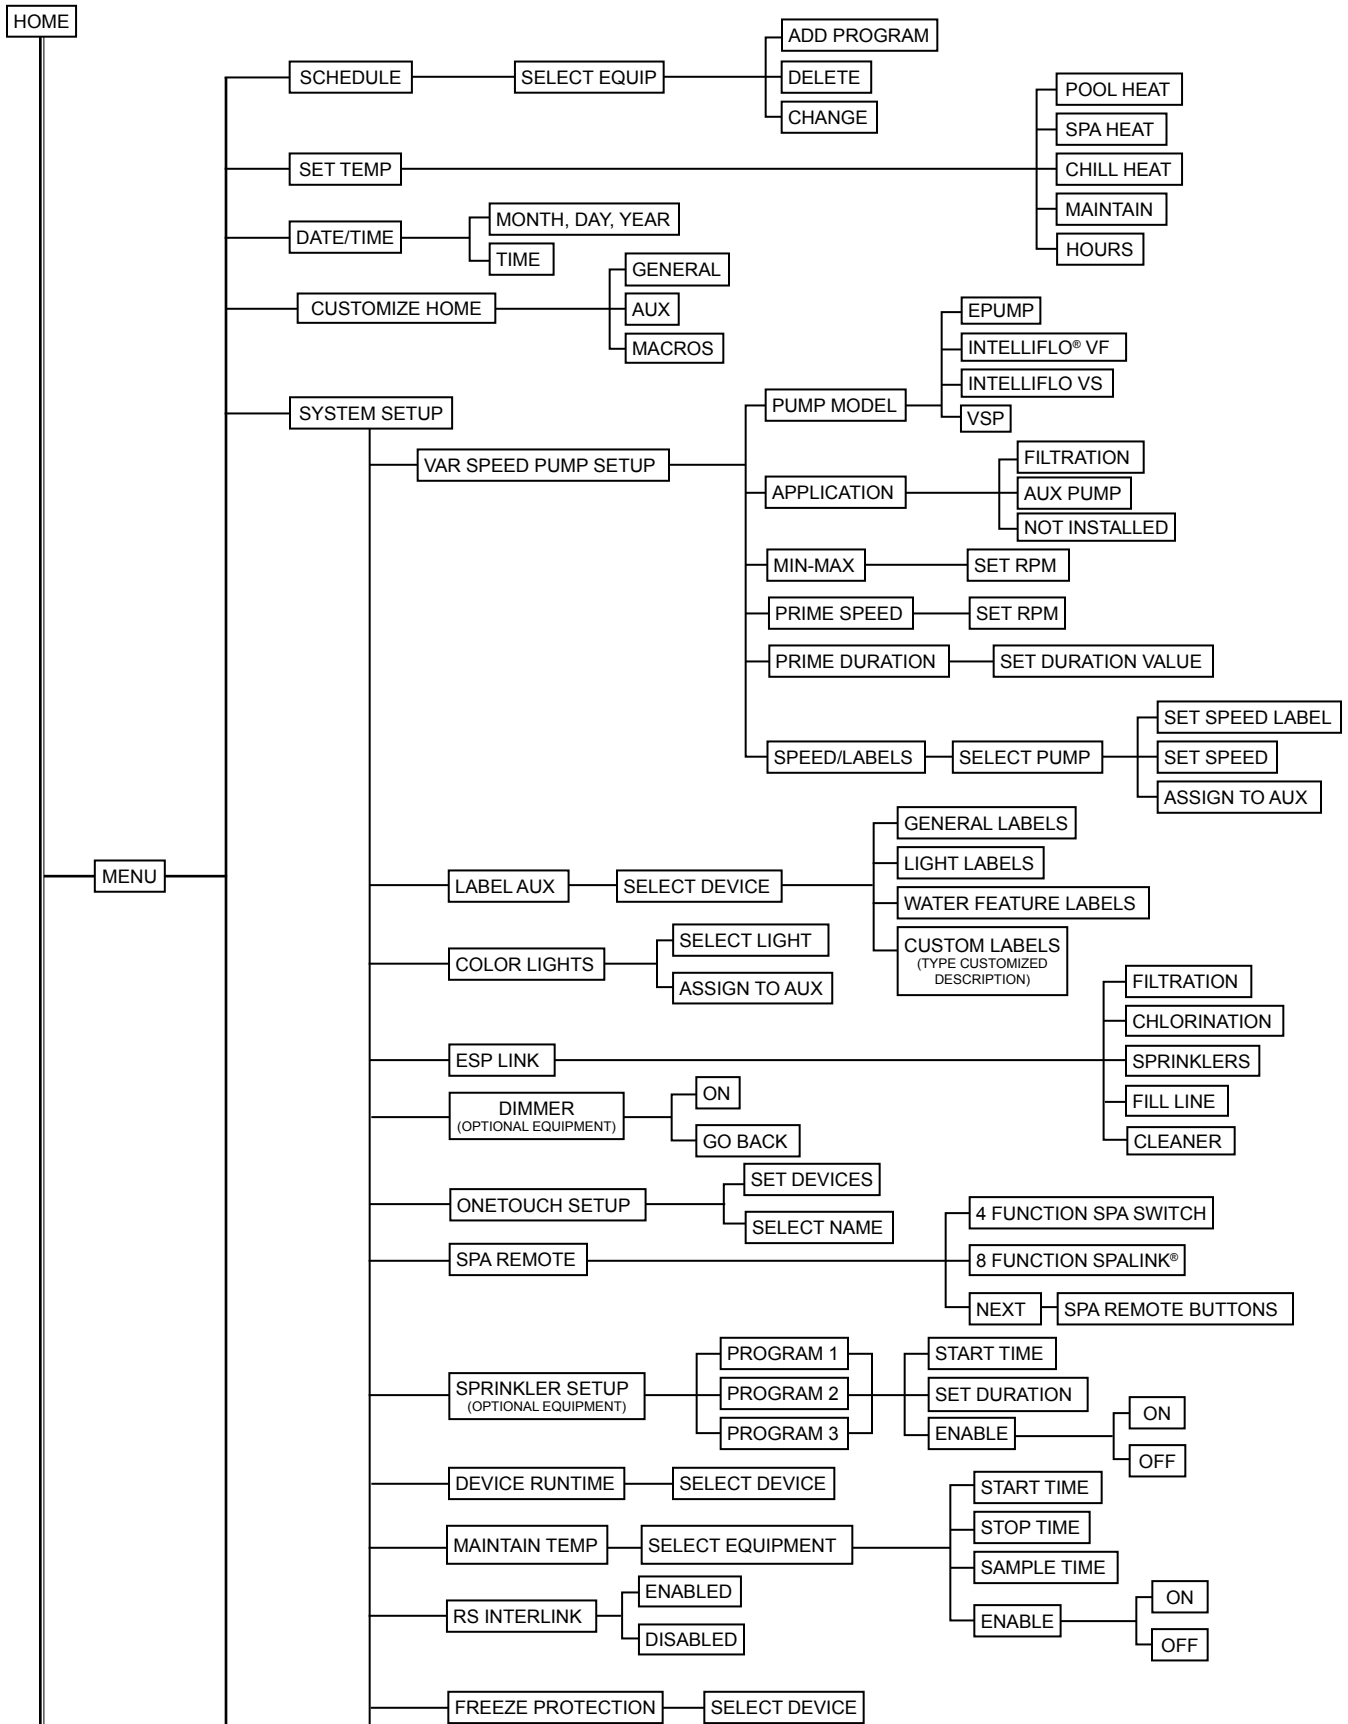 HOME
ADD PROGRAM
SCHEDULE
SELECT EQUIP
DELETE
CHANGE
POOL HEAT
SPA HEAT
SET TEMP
CHILL HEAT
MAINTAIN
HOURS
DATE/TIME
MONTH, DAY, YEAR
TIME
CUSTOMIZE HOME
GENERAL
AUX
MACROS
SYSTEM SETUP
VAR SPEED PUMP SETUP
PUMP MODEL
EPUMP
INTELLIFLO® VF
INTELLIFLO VS
VSP
APPLICATION
FILTRATION
AUX PUMP
NOT INSTALLED
MIN-MAX
SET RPM
PRIME SPEED
SET RPM
PRIME DURATION
SET DURATION VALUE
SPEED/LABELS
SELECT PUMP
SET SPEED LABEL
SET SPEED
ASSIGN TO AUX
MENU
LABEL AUX
SELECT DEVICE
GENERAL LABELS
LIGHT LABELS
WATER FEATURE LABELS
CUSTOM LABELS
(TYPE CUSTOMIZED
DESCRIPTION)
COLOR LIGHTS
SELECT LIGHT
ASSIGN TO AUX
ESP LINK
FILTRATION
CHLORINATION
SPRINKLERS
FILL LINE
CLEANER
DIMMER
(OPTIONAL EQUIPMENT)
ON
GO BACK
ONETOUCH SETUP
SET DEVICES
SELECT NAME
SPA REMOTE
4 FUNCTION SPA SWITCH
8 FUNCTION SPALINK®
NEXT
SPA REMOTE BUTTONS
SPRINKLER SETUP
(OPTIONAL EQUIPMENT)
PROGRAM 1
PROGRAM 2
PROGRAM 3
START TIME
SET DURATION
ENABLE
ON
OFF
DEVICE RUNTIME
SELECT DEVICE
MAINTAIN TEMP
SELECT EQUIPMENT
START TIME
STOP TIME
SAMPLE TIME
ENABLE
ON
OFF
RS INTERLINK
ENABLED
DISABLED
FREEZE PROTECTION
SELECT DEVICE